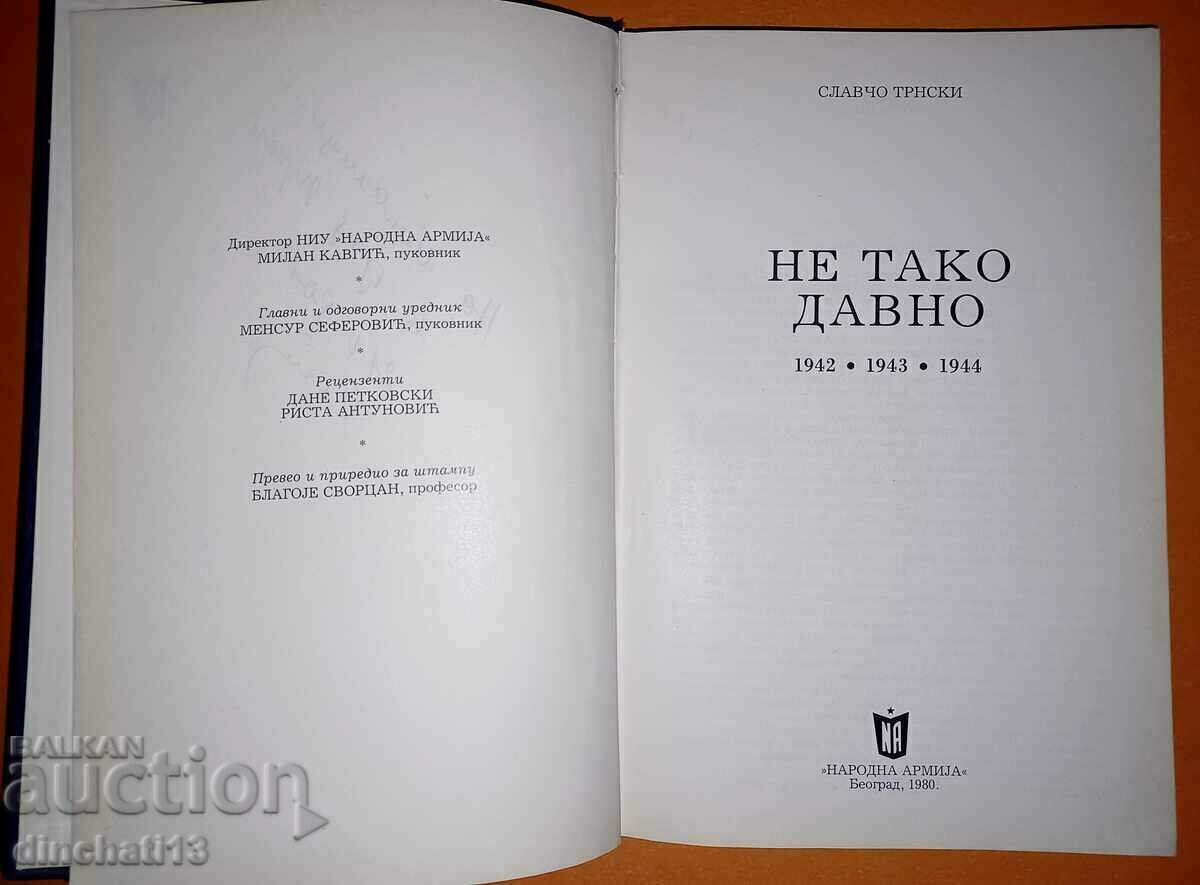 Директор НИУ »НАРОДНА АРМИЈА«
МИЛАН КАВГИЋ, пуковник
*
Главни и одговорни уредник
МЕНСУР СЕФЕРОВИЋ, пуковник
*
Рецензенти
ДАНЕ ПЕТКОВСКИ
РИСТА АНТУНОВИЋ
*
Превео и приредио за штампу
БЛАГОЈЕ СВОРЦАН, професор
СЛАВЧО ТРНСКИ
НЕ ТАКО
ДАВНО
1942 • 1943 • 1944
NA
»НАРОДНА АРМИЈА«
Београд, 1980.
BALKAN
auction
dinchati13